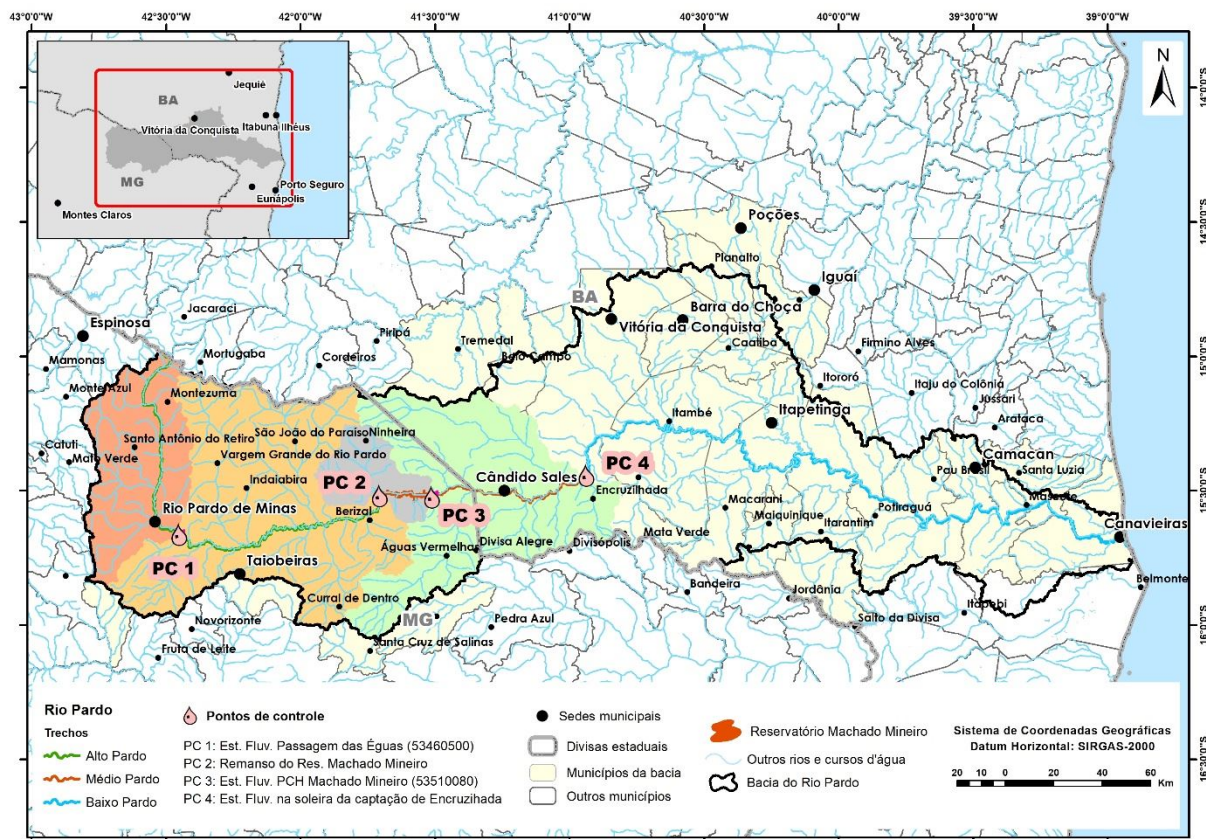 43°00'0"
42°50'0"
42°00'0"
41°50'0"
41°00'0"
40°50'0"
40°00'0"
39°50'0"
39°00'0"
14°0'0"S
14°30'0"S
15°0'0"S
15°30'0"S
16°0'0"S
16°30'0"S
N
Jequié
BA
Vitória da Conquista
Itabuna
Ilhéus
MG
Porto Seguro
Eunápolis
Montes Claros
Poções
Planalto
Iguaí
Jacaraci
BA
Barra do Choça
Espinosa
Vitória da Conquista
Piripá
Tremedal
Caatiba
Firmino Alves
Mamonas
Mortugaba
Cordeiros
Belo Campo
Itororó
Monte Azul
Montezuma
Itaju do Colônia
Jussari
Itambé
Itapetinga
Arataca
Santo Antônio do Retiro
São João do Paraíso
Ninheira
Catuti
Mato Verde
Vargem Grande do Rio Pardo
PC 4
Camacan
Pau Brasil
Santa Luzia
Indaiabira
PC 2
Cândido Sales
Encruzilhada
Mascote
Rio Pardo de Minas
Berizal
PC 3
Macarani
Maiquinique
Potiraguá
Itarantim
Canavieiras
PC 1
Águas Vermelhas
Divisa Alegre
Divisópolis
Mata Verde
Taiobeiras
Bandeira
Jordânia
Belmonte
Curral de Dentro
MG
Pedra Azul
Salto da Divisa
Itapebi
Novorizonte
Fruta de Leite
Santa Cruz de Salinas
Rio Pardo
Trechos
Alto Pardo
Médio Pardo
Baixo Pardo
Pontos de controle
PC 1: Est. Fluv. Passagem das Éguas (53460500)
PC 2: Remanso do Res. Machado Mineiro
PC 3: Est. Fluv. PCH Machado Mineiro (53510080)
PC 4: Est. Fluv. na soleira da captação de Encruzihada
Sedes municipais
Divisas estaduais
Municípios da bacia
Outros municípios
Reservatório Machado Mineiro
Outros rios e cursos d'água
Bacia do Rio Pardo
Sistema de Coordenadas Geográficas
Datum Horizontal: SIRGAS-2000
20 10 0 20 40 60
Km